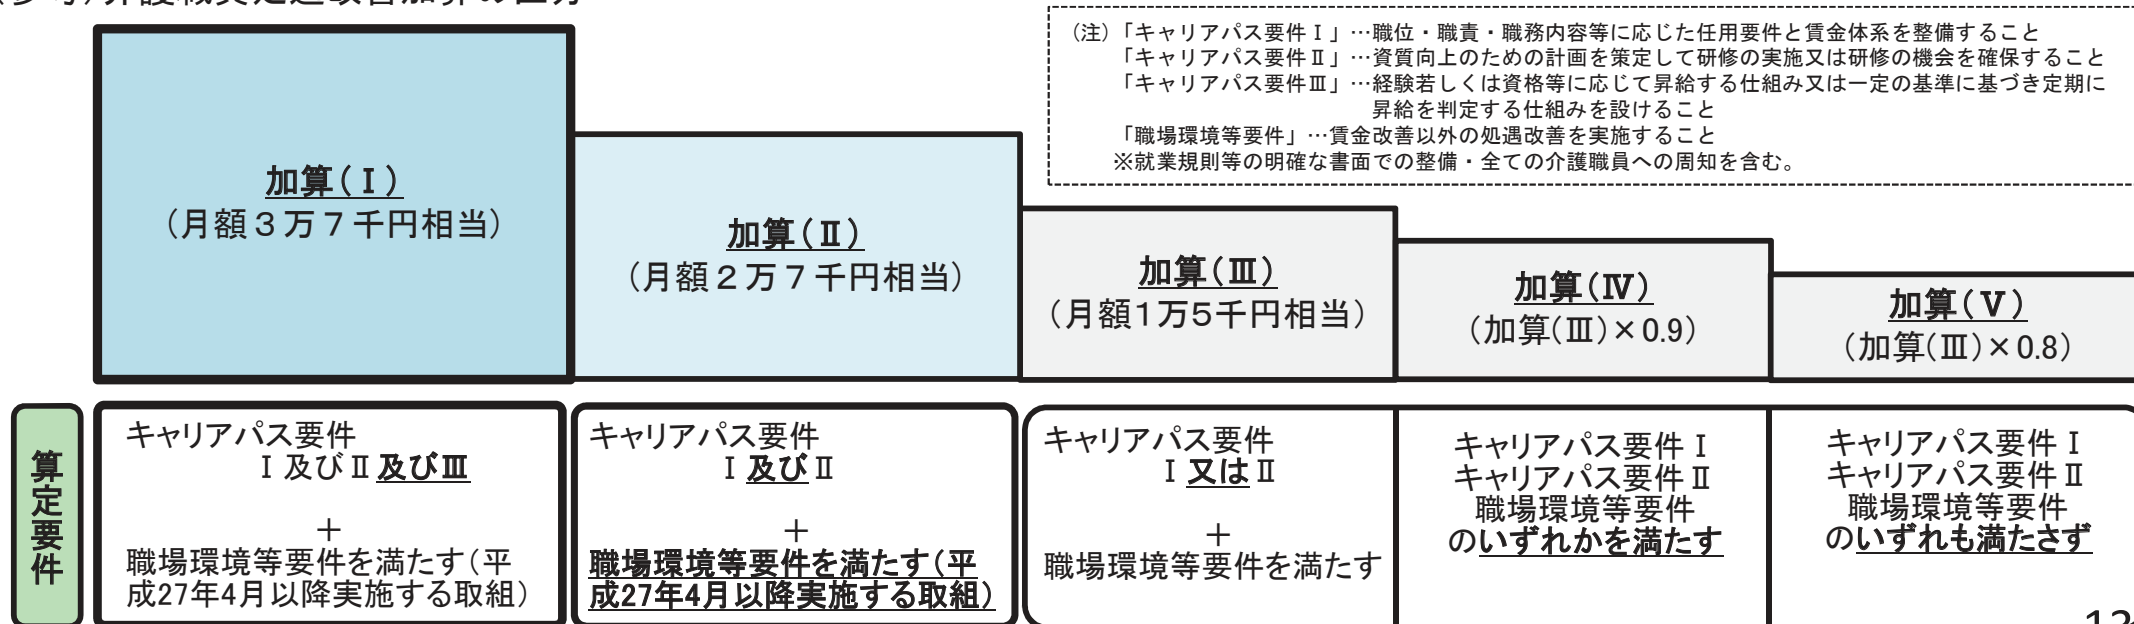 (注)「キャリアパス要件Ⅰ」…職位・職責・職務内容等に応じた任用要件と賃金体系を整備すること
「キャリアパス要件Ⅱ」…資質向上のための計画を策定して研修の実施又は研修の機会を確保すること
「キャリアパス要件Ⅲ」…経験若しくは資格等に応じて昇給する仕組み又は一定の基準に基づき定期に
昇給を判定する仕組みを設けること
「職場環境等要件」…賃金改善以外の処遇改善を実施すること
※就業規則等の明確な書面での整備・全ての介護職員への周知を含む。
加算(Ⅰ)
(月額3万7千円相当)
加算(Ⅱ)
(月額2万7千円相当)
加算(Ⅲ)
(月額1万5千円相当)
加算(Ⅳ)
(加算(Ⅲ)×0.9)
加算(Ⅴ)
(加算(Ⅲ)×0.8)
算定要件
キャリアパス要件
Ⅰ及びⅡ及びⅢ
+
職場環境等要件を満たす(平
成27年4月以降実施する取組)
キャリアパス要件
Ⅰ及びⅡ
+
職場環境等要件を満たす(平
成27年4月以降実施する取組)
キャリアパス要件
Ⅰ又はⅡ
+
職場環境等要件を満たす
キャリアパス要件Ⅰ
キャリアパス要件Ⅱ
職場環境等要件
のいずれかを満たす
キャリアパス要件Ⅰ
キャリアパス要件Ⅱ
職場環境等要件
のいずれも満たさず